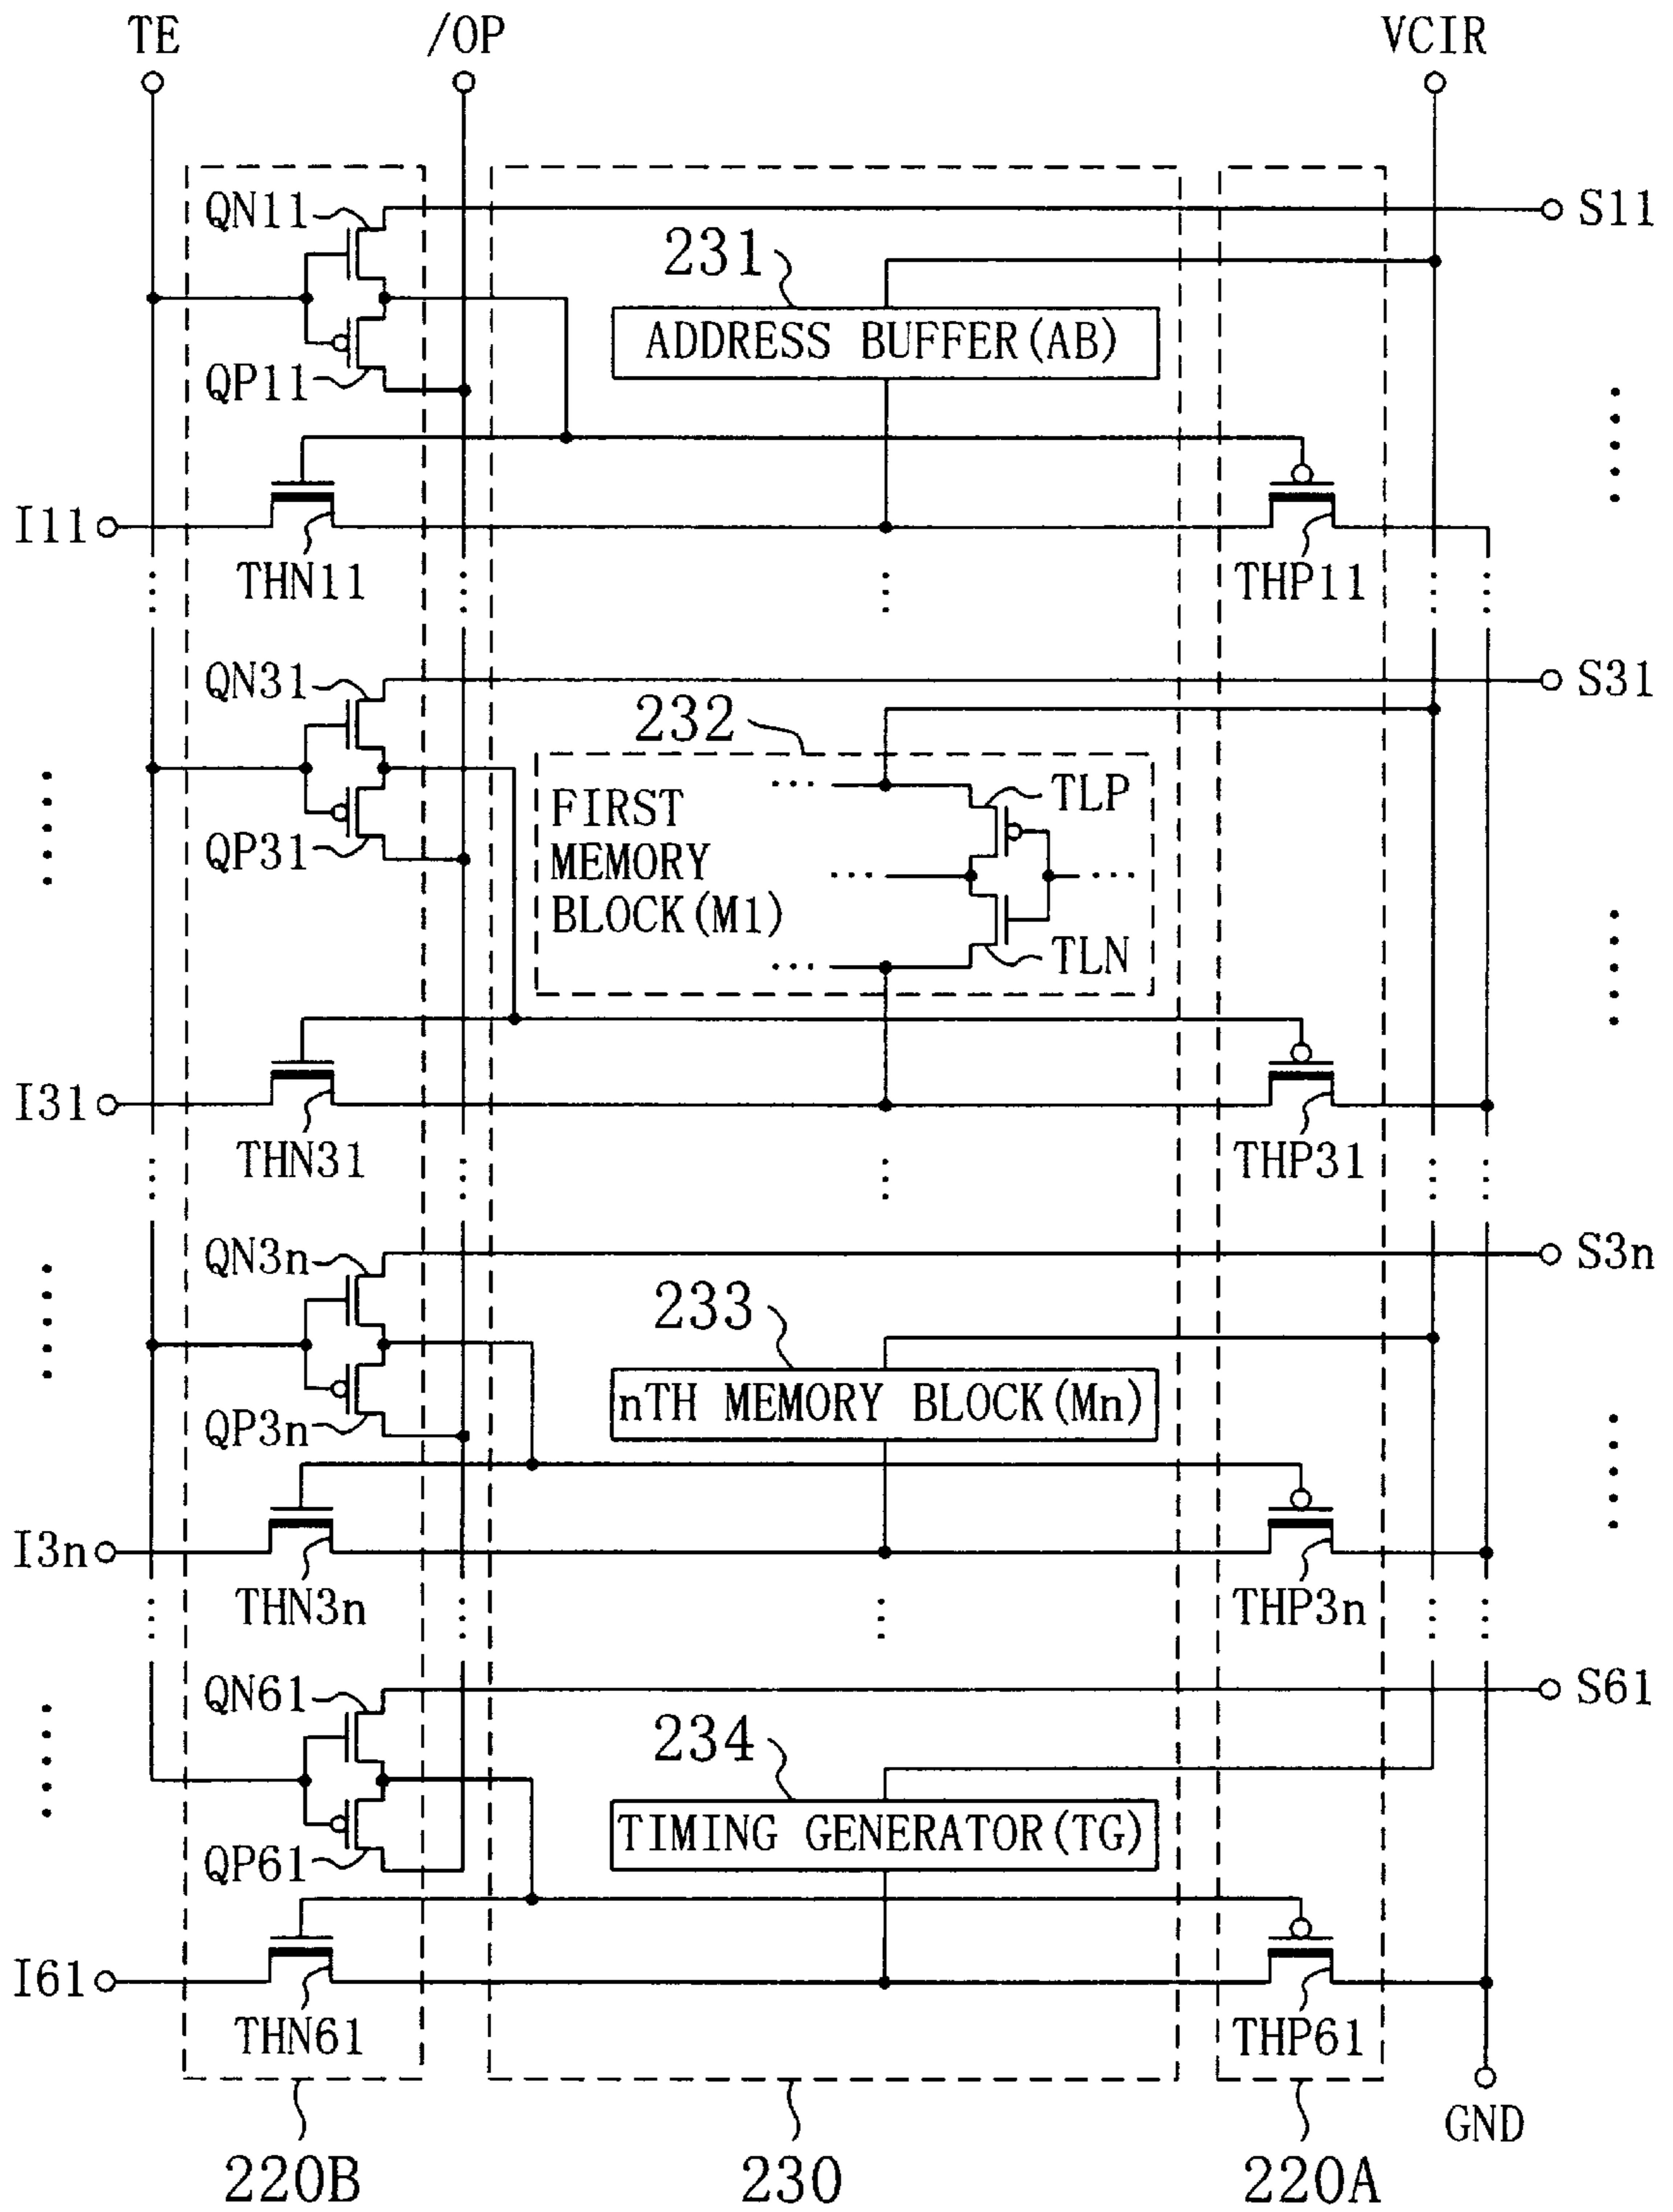 TE /OP VCIR
QN11 S11
231
ADDRESS BUFFER(AB)
QP11
I11
THN11 THP11
QN31 S31
232
FIRST
MEMORY
BLOCK(M1)
TLP
QP31
TLN
I31
THN31 THP31
QN3n S3n
233
nTH MEMORY BLOCK(Mn)
QP3n
I3n
THN3n THP3n
QN61 S61
234
TIMING GENERATOR(TG)
QP61
I61
THN61 THP61
GND
220B 230 220A